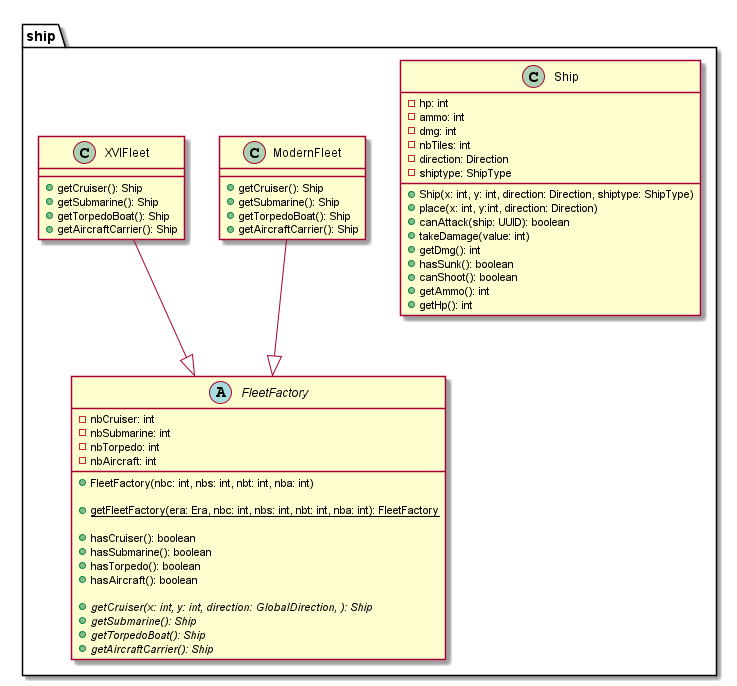 ship
C Ship
hp: int
ammo: int
dmg: int
nbTiles: int
direction: Direction
shiptype: ShipType
Ship(x: int, y: int, direction: Direction, shiptype: ShipType)
place(x: int, y:int, direction: Direction)
canAttack(ship: UUID): boolean
takeDamage(value: int)
getDmg(): int
hasSunk(): boolean
canShoot(): boolean
getAmmo(): int
getHp(): int
C XVIFleet
getCruiser(): Ship
getSubmarine(): Ship
getTorpedoBoat(): Ship
getAircraftCarrier(): Ship
C ModernFleet
getCruiser(): Ship
getSubmarine(): Ship
getTorpedoBoat(): Ship
getAircraftCarrier(): Ship
A FleetFactory
nbCruiser: int
nbSubmarine: int
nbTorpedo: int
nbAircraft: int
FleetFactory(nbc: int, nbs: int, nbt: int, nba: int)
getFleetFactory(era: Era, nbc: int, nbs: int, nbt: int, nba: int): FleetFactory
hasCruiser(): boolean
hasSubmarine(): boolean
hasTorpedo(): boolean
hasAircraft(): boolean
getCruiser(x: int, y: int, direction: GlobalDirection, ): Ship
getSubmarine(): Ship
getTorpedoBoat(): Ship
getAircraftCarrier(): Ship